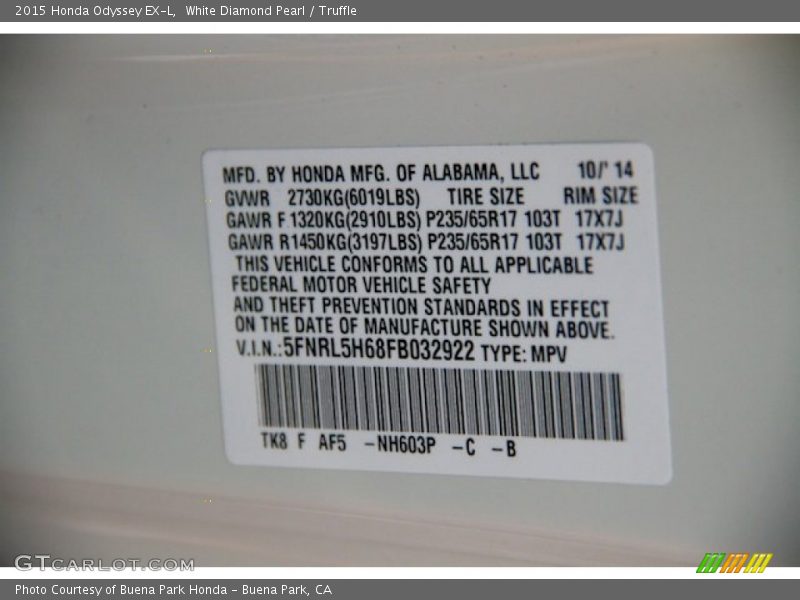 2015 Honda Odyssey EX-L, White Diamond Pearl / Truffle
MFD. BY HONDA MFG. OF ALABAMA, LLC 10/' 14
GVWR 2730KG(6019LBS) TIRE SIZE RIM SIZE
GAWR F 1320KG(2910LBS) P235/65R17 103T 17X7J
GAWR R1450KG(3197LBS) P235/65R17 103T 17X7J
THIS VEHICLE CONFORMS TO ALL APPLICABLE
FEDERAL MOTOR VEHICLE SAFETY
AND THEFT PREVENTION STANDARDS IN EFFECT
ON THE DATE OF MANUFACTURE SHOWN ABOVE.
V.I.N.:5FNRL5H68FB032922 TYPE: MPV
TK8 F AF5 -NH603P -C -B
GTCARLOT.COM
Photo Courtesy of Buena Park Honda - Buena Park, CA